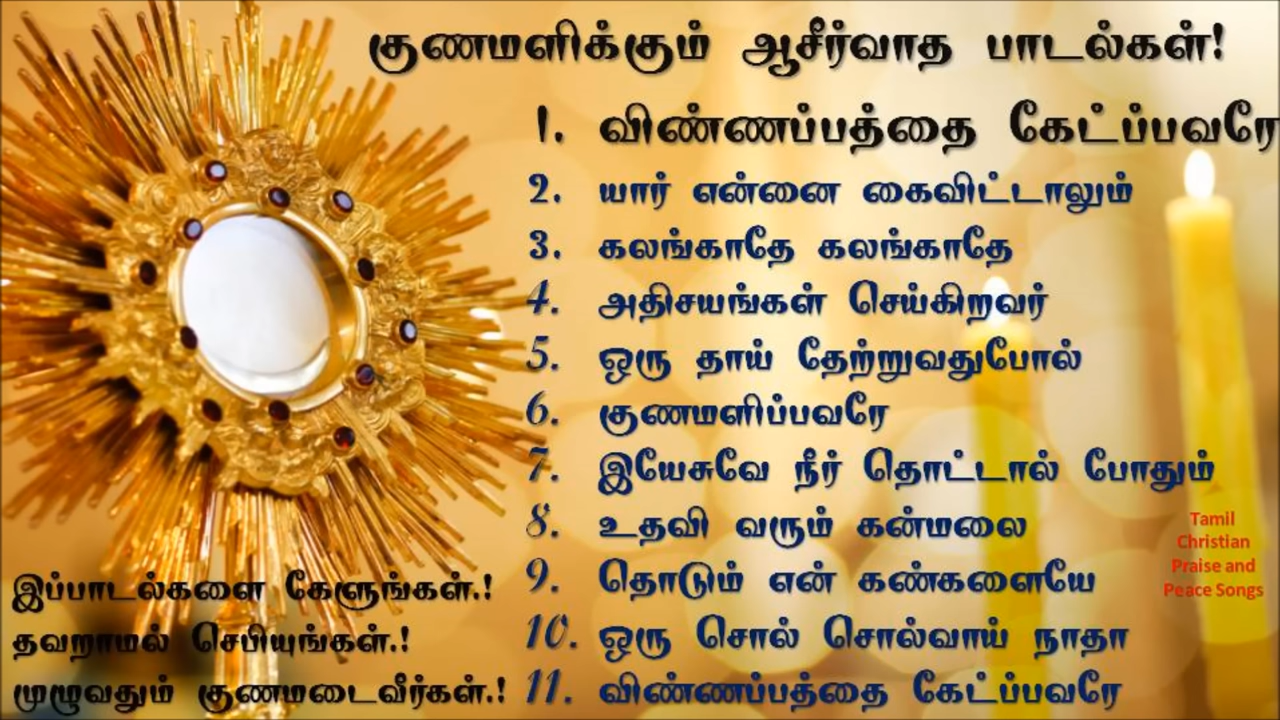 குணமளிக்கும் ஆசீர்வாத பாடல்கள்!
1. விண்ணப்பத்தை கேட்ப்பவரே
2. யார் என்னை கைவிட்டாலும்
3. கலங்காதே கலங்காதே
4. அதிசயங்கள் செய்கிறவர்
5. ஒரு தாய் தேற்றுவதுபோல்
6. குணமளிப்பவரே
7. இயேசுவே நீர் தொட்டால் போதும்
8. உதவி வரும் கன்மலை
9. தொடும் என் கண்களையே
10. ஒரு சொல் சொல்வாய் நாதா
11. விண்ணப்பத்தை கேட்ப்பவரே
இப்பாடல்களை கேளுங்கள்.!
தவறாமல் செபியுங்கள்.!
முழுவதும் குணமடைவீர்கள்.!
Tamil
Christian
Praise and
Peace Songs